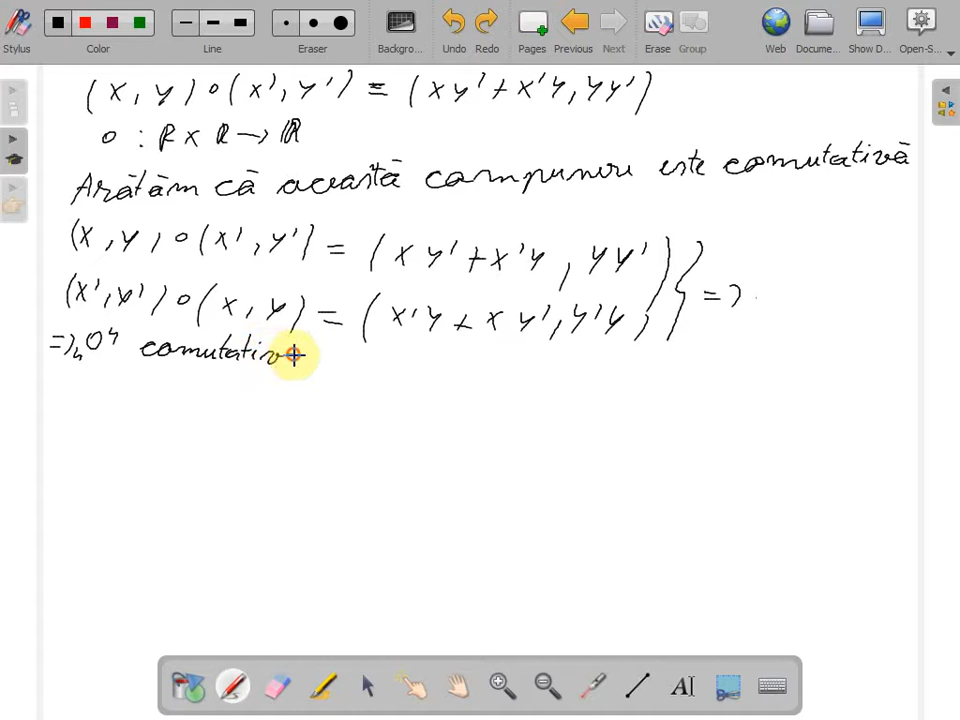 Stylus Color Line Eraser Backgro... Undo Redo Pages Previous Next Erase Group Web Docume... Show D... Open-S...
(x, y) o (x', y') = (xy' + x'y, yy')
o : R x R → R
Arătăm că această compunere este comutativă
(x, y) o (x', y') = (xy' + x'y, yy') } =>
(x', y') o (x, y) = (x'y + xy', y'y)
=> „o” comutativ